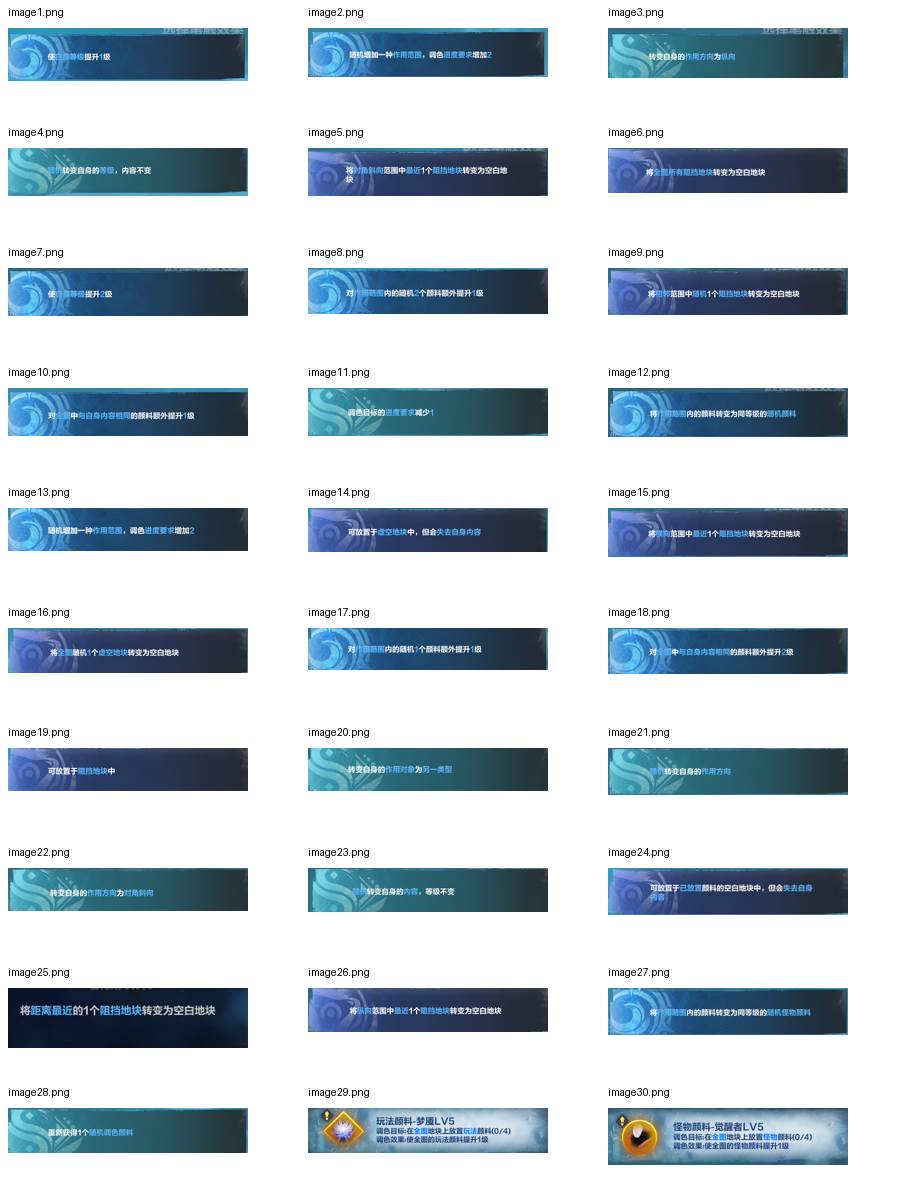 image1.png
image2.png
image3.png
使自身等级提升1级
随机增加一种作用范围，调色进度要求增加2
转变自身的作用方向为纵向
image4.png
image5.png
image6.png
随机转变自身的等级，内容不变
将对角斜向范围中最近1个阻挡地块转变为空白地
块
将全图所有阻挡地块转变为空白地块
image7.png
image8.png
image9.png
使自身等级提升2级
对作用范围内的随机2个颜料额外提升1级
将相邻范围中随机1个阻挡地块转变为空白地块
image10.png
image11.png
image12.png
对全图中与自身内容相同的颜料额外提升1级
调色目标的进度要求减少1
将作用范围内的颜料转变为同等级的随机颜料
image13.png
image14.png
image15.png
随机增加一种作用范围，调色进度要求增加2
可放置于虚空地块中，但会失去自身内容
将横向范围中最近1个阻挡地块转变为空白地块
image16.png
image17.png
image18.png
将全图随机1个虚空地块转变为空白地块
对作用范围内的随机1个颜料额外提升1级
对全图中与自身内容相同的颜料额外提升2级
image19.png
image20.png
image21.png
可放置于阻挡地块中
转变自身的作用对象为另一类型
随机转变自身的作用方向
image22.png
image23.png
image24.png
转变自身的作用方向为对角斜向
随机转变自身的内容，等级不变
可放置于已放置颜料的空白地块中，但会失去自身
内容
image25.png
image26.png
image27.png
将距离最近的1个阻挡地块转变为空白地块
将纵向范围中最近1个阻挡地块转变为空白地块
将作用范围内的颜料转变为同等级的随机怪物颜料
image28.png
image29.png
image30.png
重新获得1个随机调色颜料
玩法颜料-梦魇LV5
调色目标:在全图地块上放置玩法颜料(0/4)
调色效果:使全图的玩法颜料提升1级
怪物颜料-觉醒者LV5
调色目标:在全图地块上放置怪物颜料(0/4)
调色效果:使全图的怪物颜料提升1级